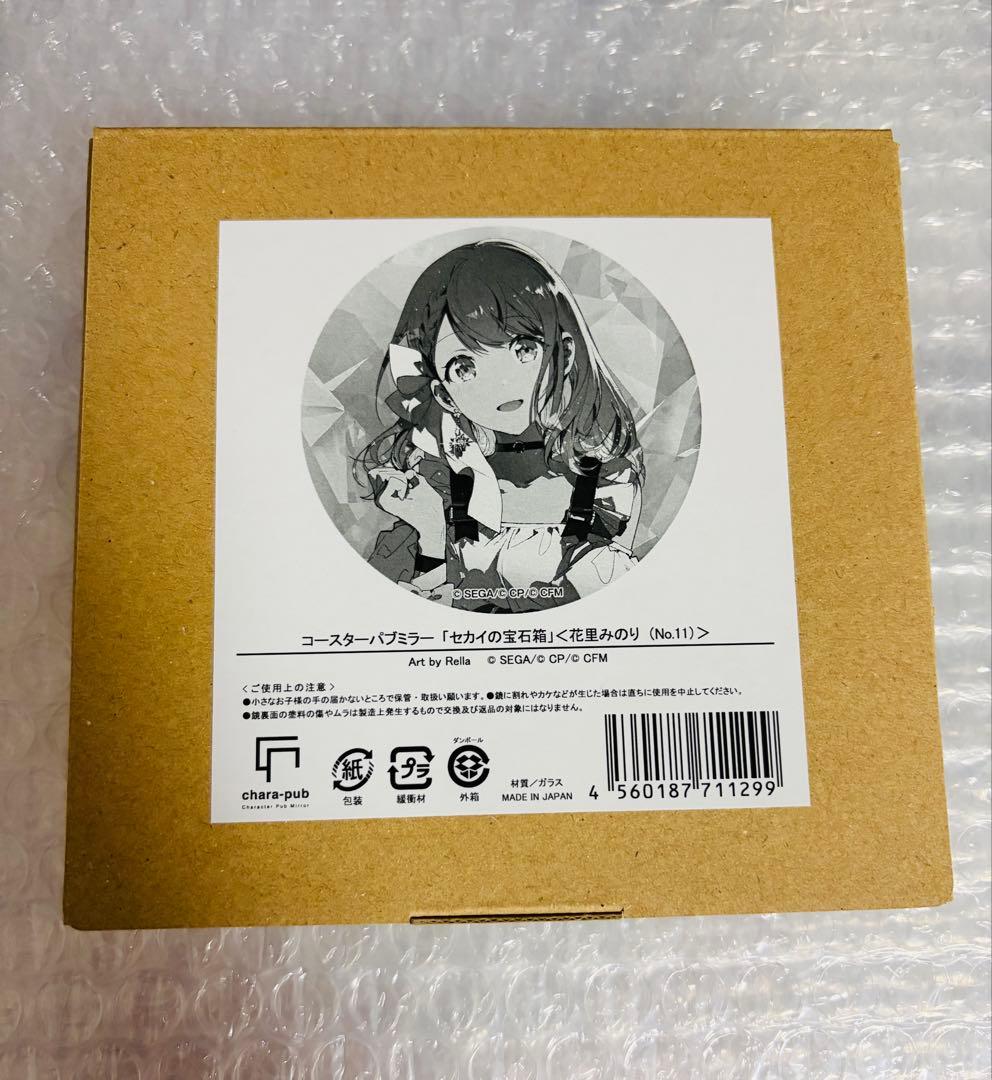 © SEGA/© CP/© CFM
コースターパブミラー「セカイの宝石箱」＜花里みのり（No.11）＞
Art by Rella © SEGA/© CP/© CFM
＜ご使用上の注意＞
●小さなお子様の手の届かないところで保管・取扱い願います。●鏡に割れやカケなどが生じた場合は直ちに使用を中止してください。
●鏡裏面の塗料の傷やムラは製造上発生するもので交換及び返品の対象にはなりません。
chara-pub
Character Pub Mirror
紙
包装
プラ
緩衝材
ダンボール
外箱
材質／ガラス
MADE IN JAPAN
4 560187 711299